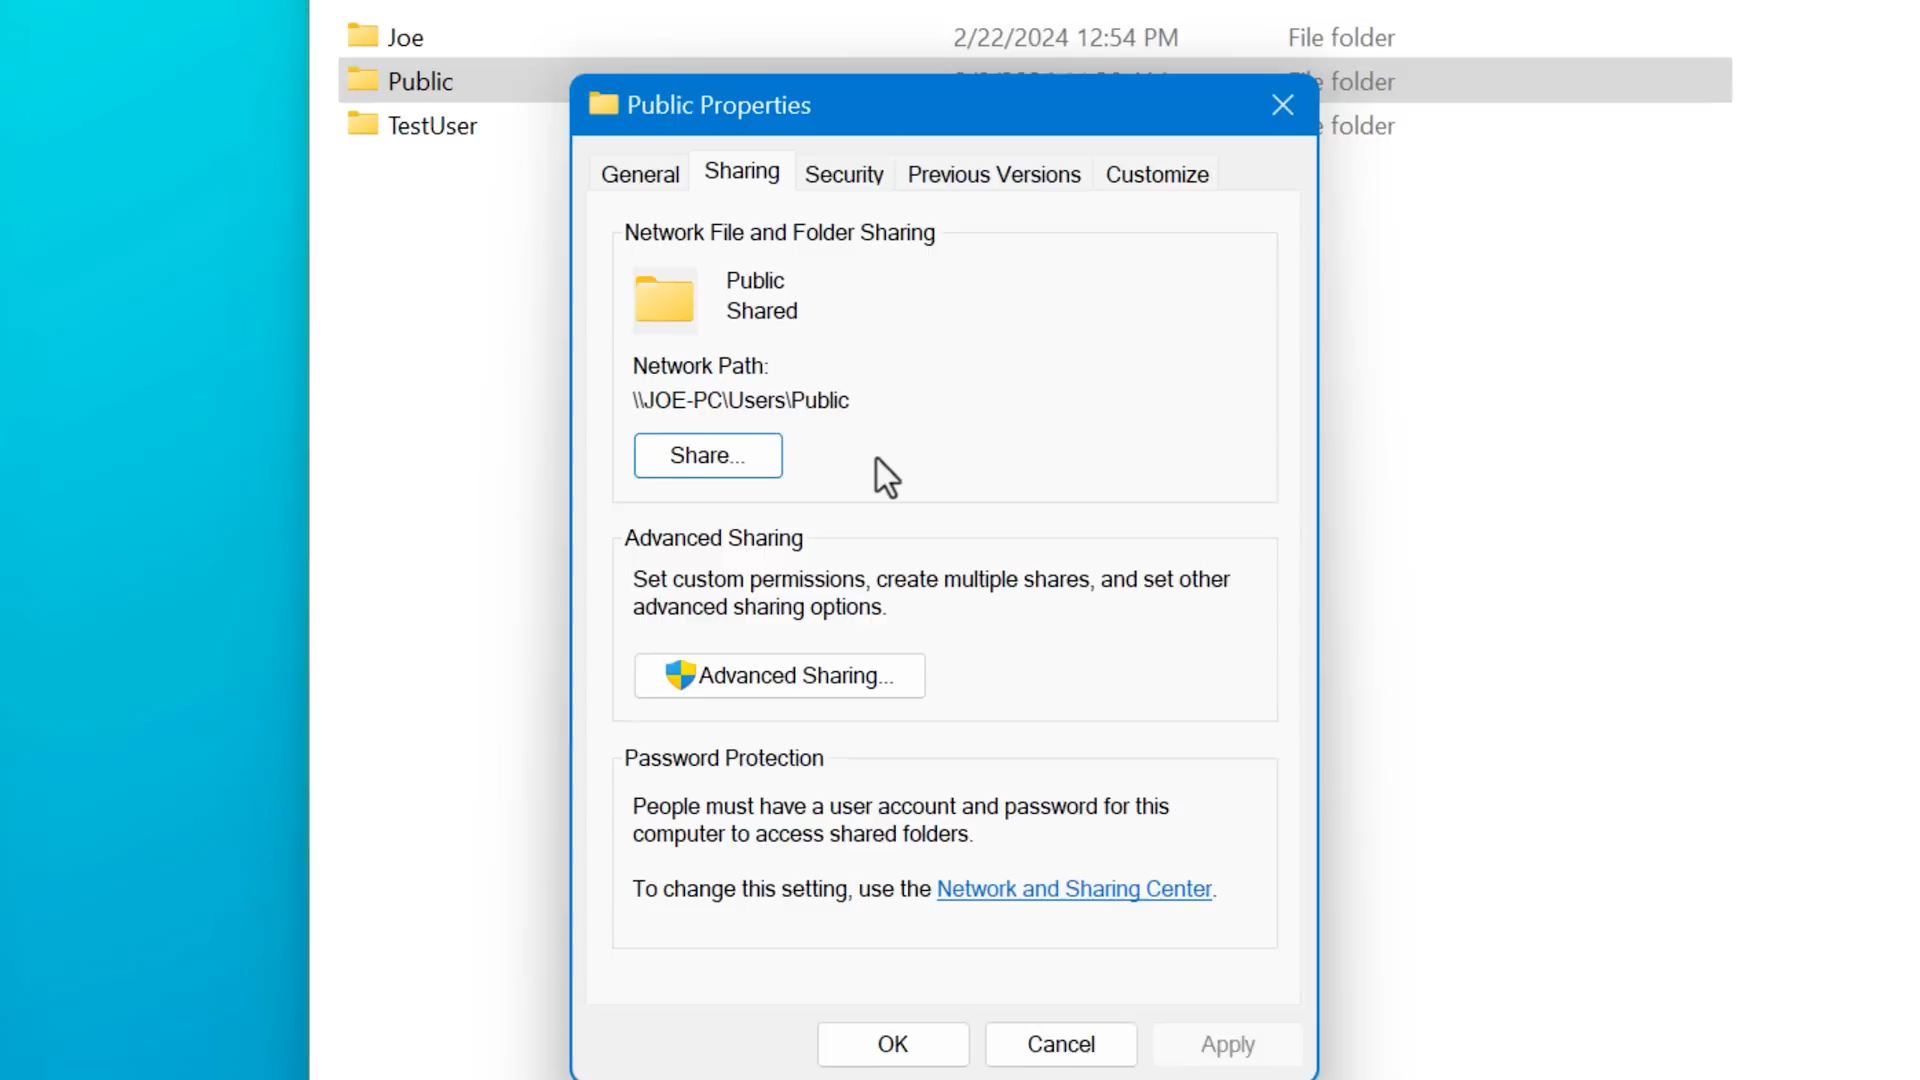 Joe 2/22/2024 12:54 PM File folder
Public folder
TestUser folder
Public Properties
General Sharing Security Previous Versions Customize
Network File and Folder Sharing
Public
Shared
Network Path:
\\JOE-PC\Users\Public
Share...
Advanced Sharing
Set custom permissions, create multiple shares, and set other
advanced sharing options.
Advanced Sharing...
Password Protection
People must have a user account and password for this
computer to access shared folders.
To change this setting, use the Network and Sharing Center.
OK Cancel Apply